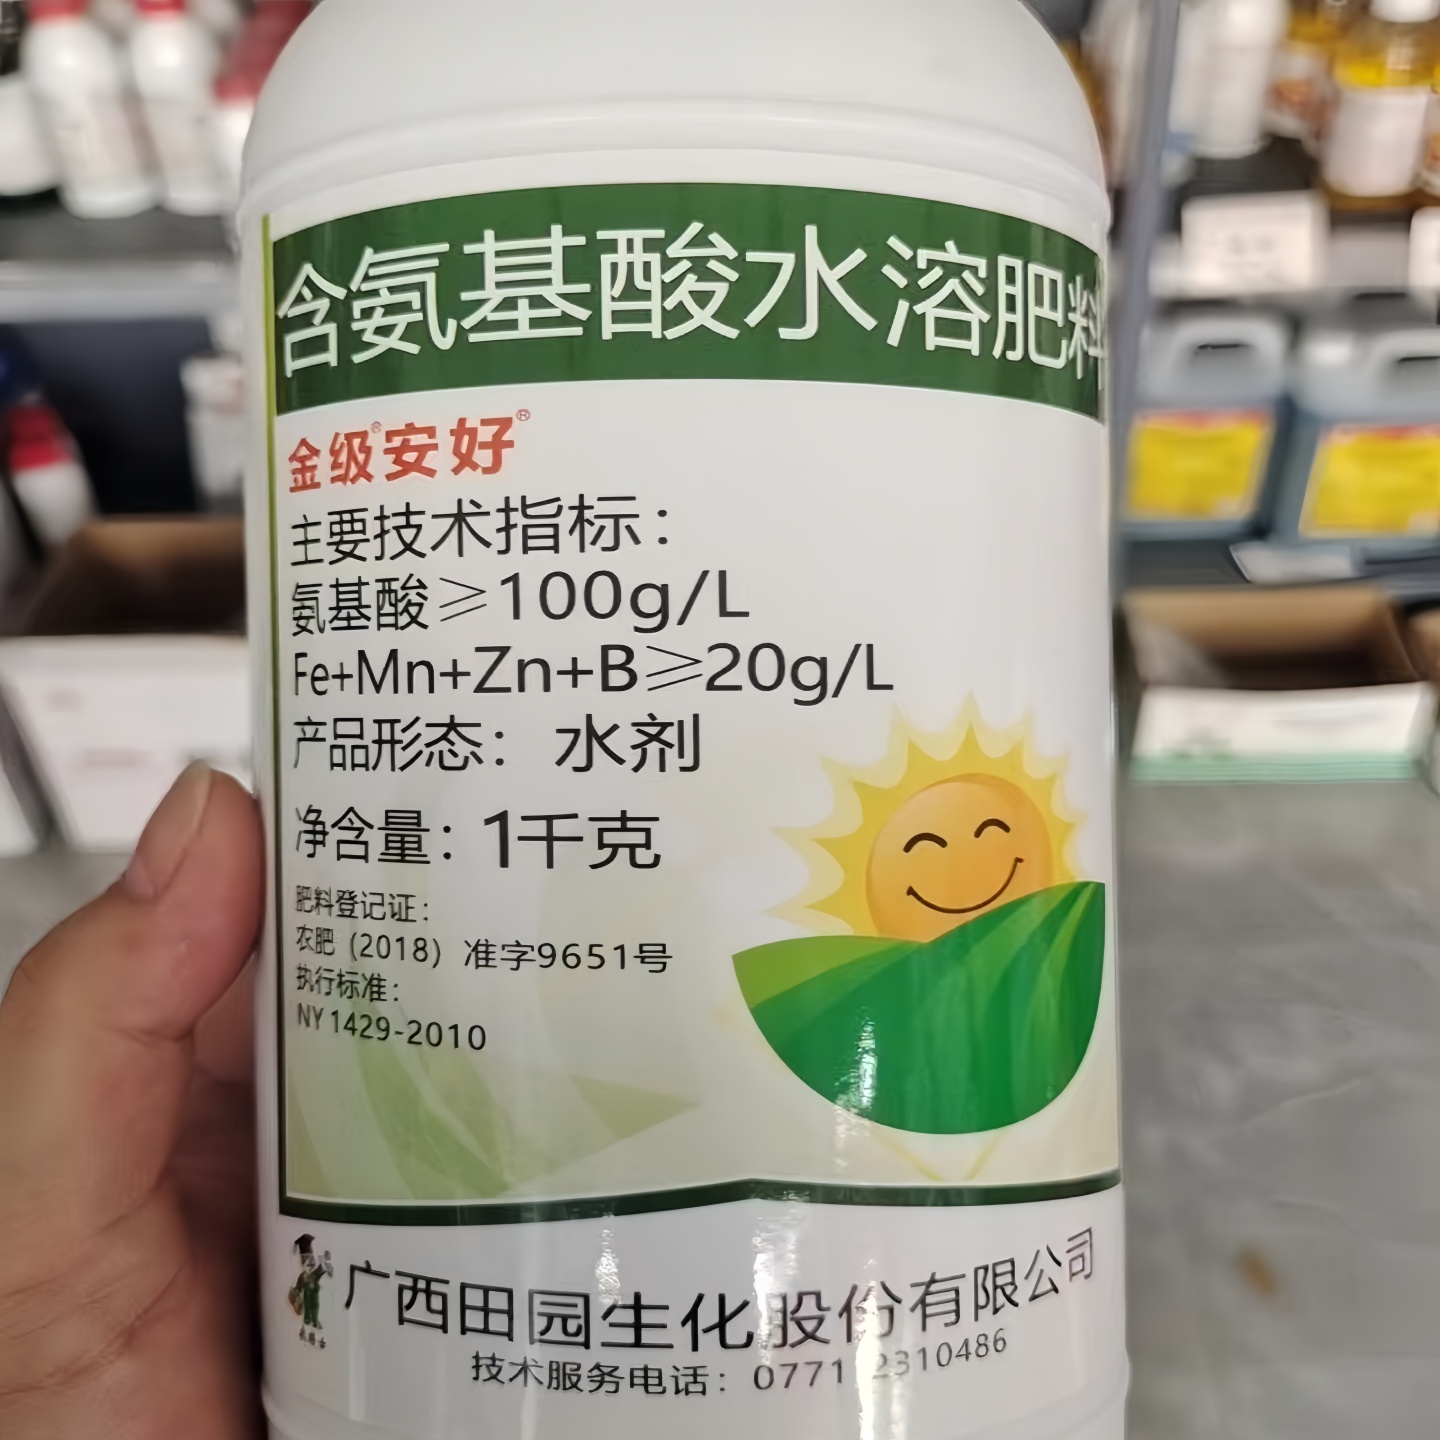 含氨基酸水溶肥料
金级®安好®
主要技术指标：
氨基酸≥100g/L
Fe+Mn+Zn+B≥20g/L
产品形态：水剂
净含量：1千克
肥料登记证：
农肥（2018）准字9651号
执行标准：
NY 1429-2010
广西田园生化股份有限公司
技术服务电话：0771 2310486